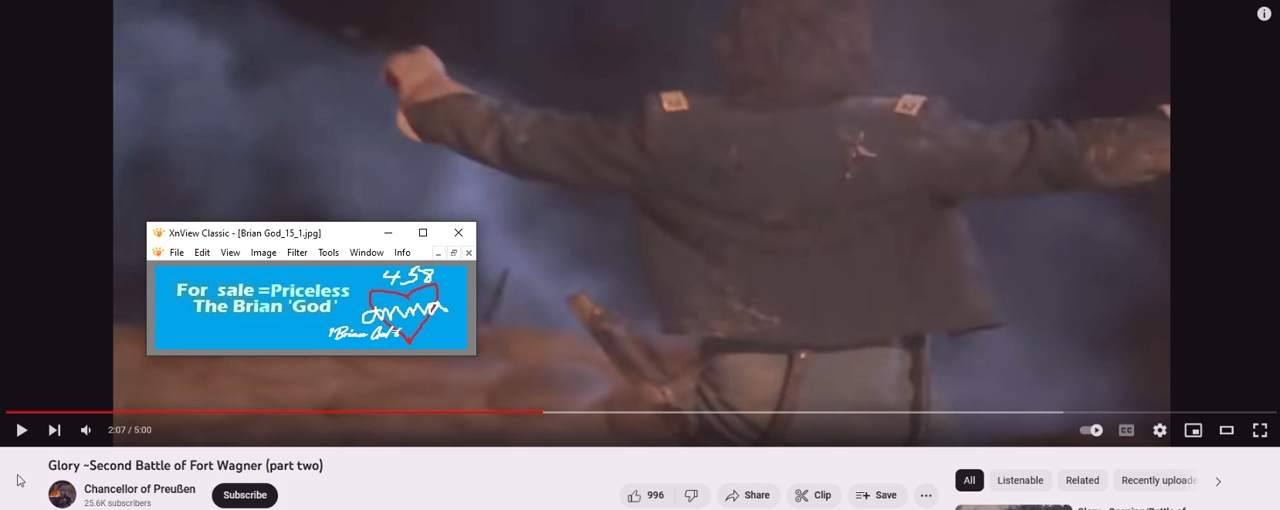 XnView Classic - [Brian God_15_1.jpg]
File Edit View Image Filter Tools Window Info
458
For sale =Priceless
The Brian 'God'
anna
2:07 / 5:00
CC
Glory ~Second Battle of Fort Wagner (part two)
Chancellor of Preußen
25.6K subscribers
Subscribe
996
Share
Clip
Save
All
Listenable
Related